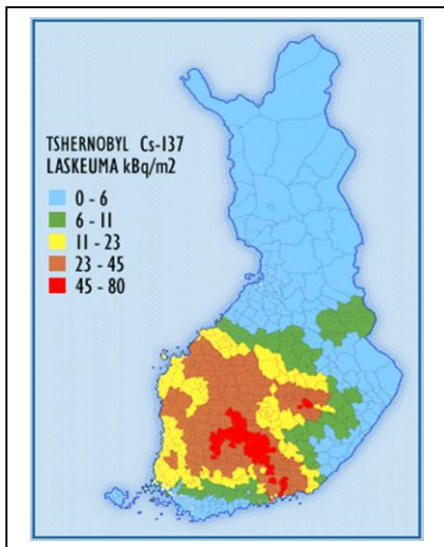 TSHERNOBYL Cs-137
LASKEUMA kBq/m2
0 - 6
6 - 11
11 - 23
23 - 45
45 - 80